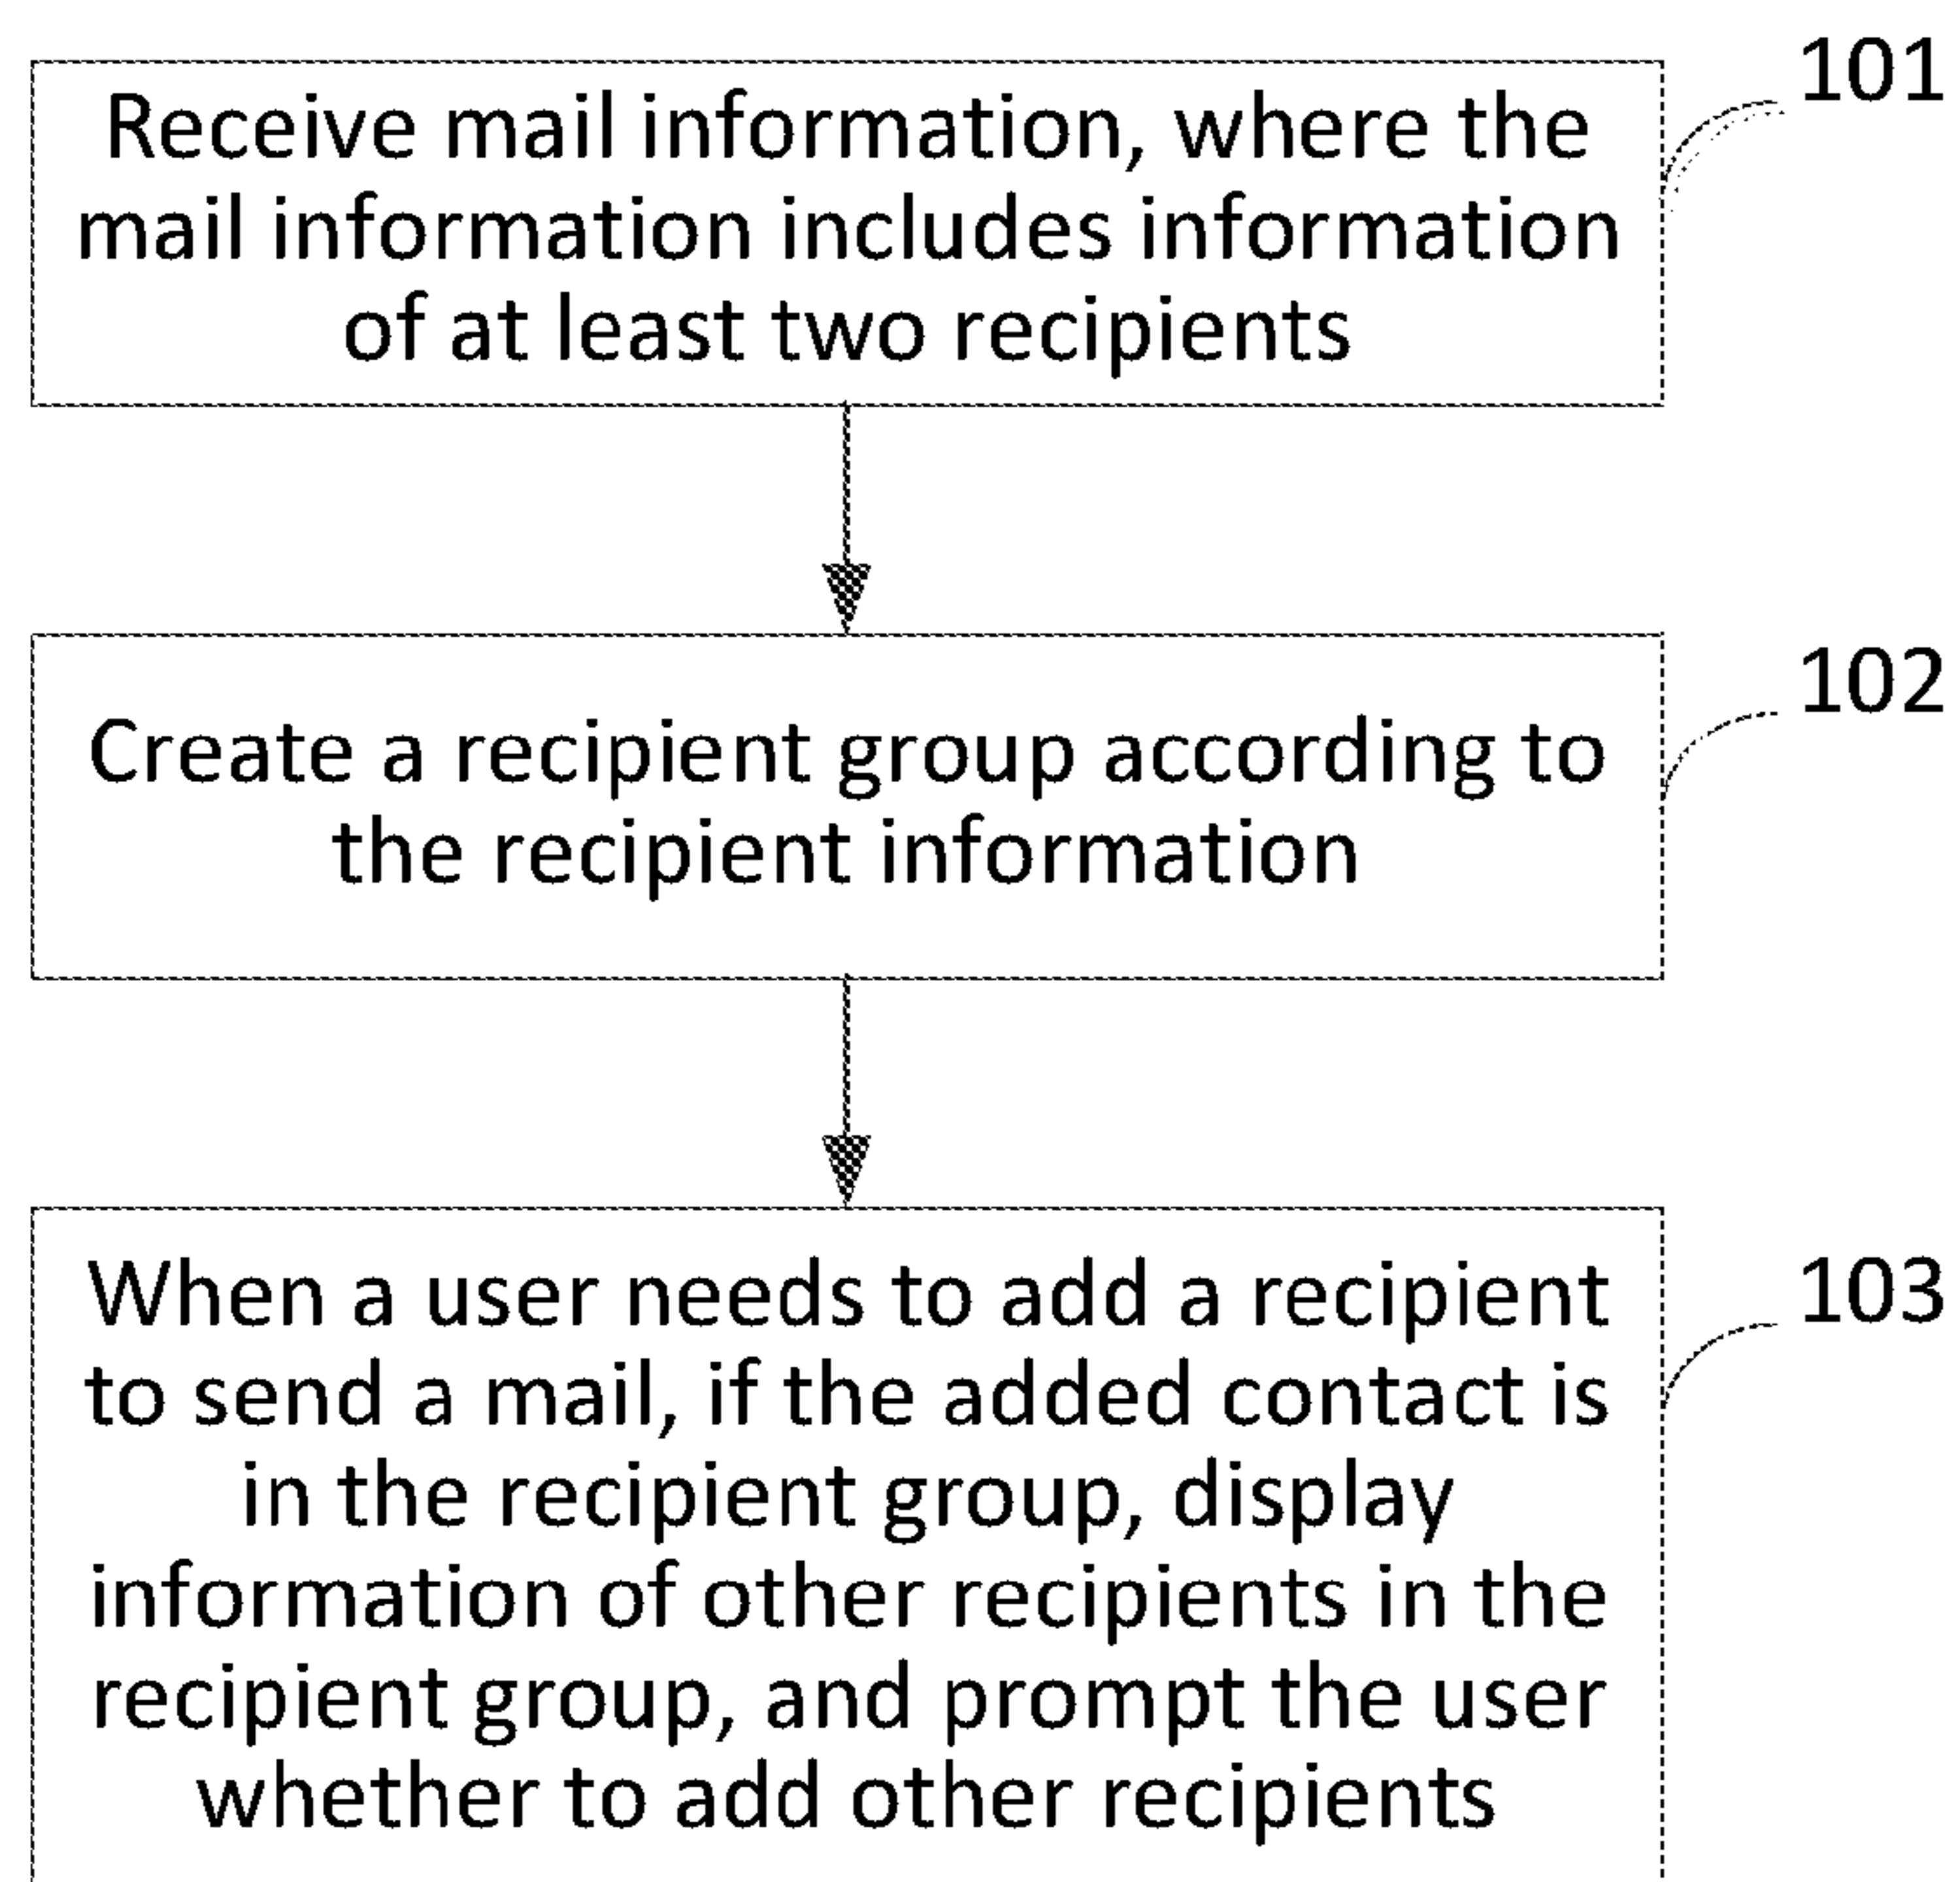 101
Receive mail information, where the
mail information includes information
of at least two recipients
102
Create a recipient group according to
the recipient information
103
When a user needs to add a recipient
to send a mail, if the added contact is
in the recipient group, display
information of other recipients in the
recipient group, and prompt the user
whether to add other recipients